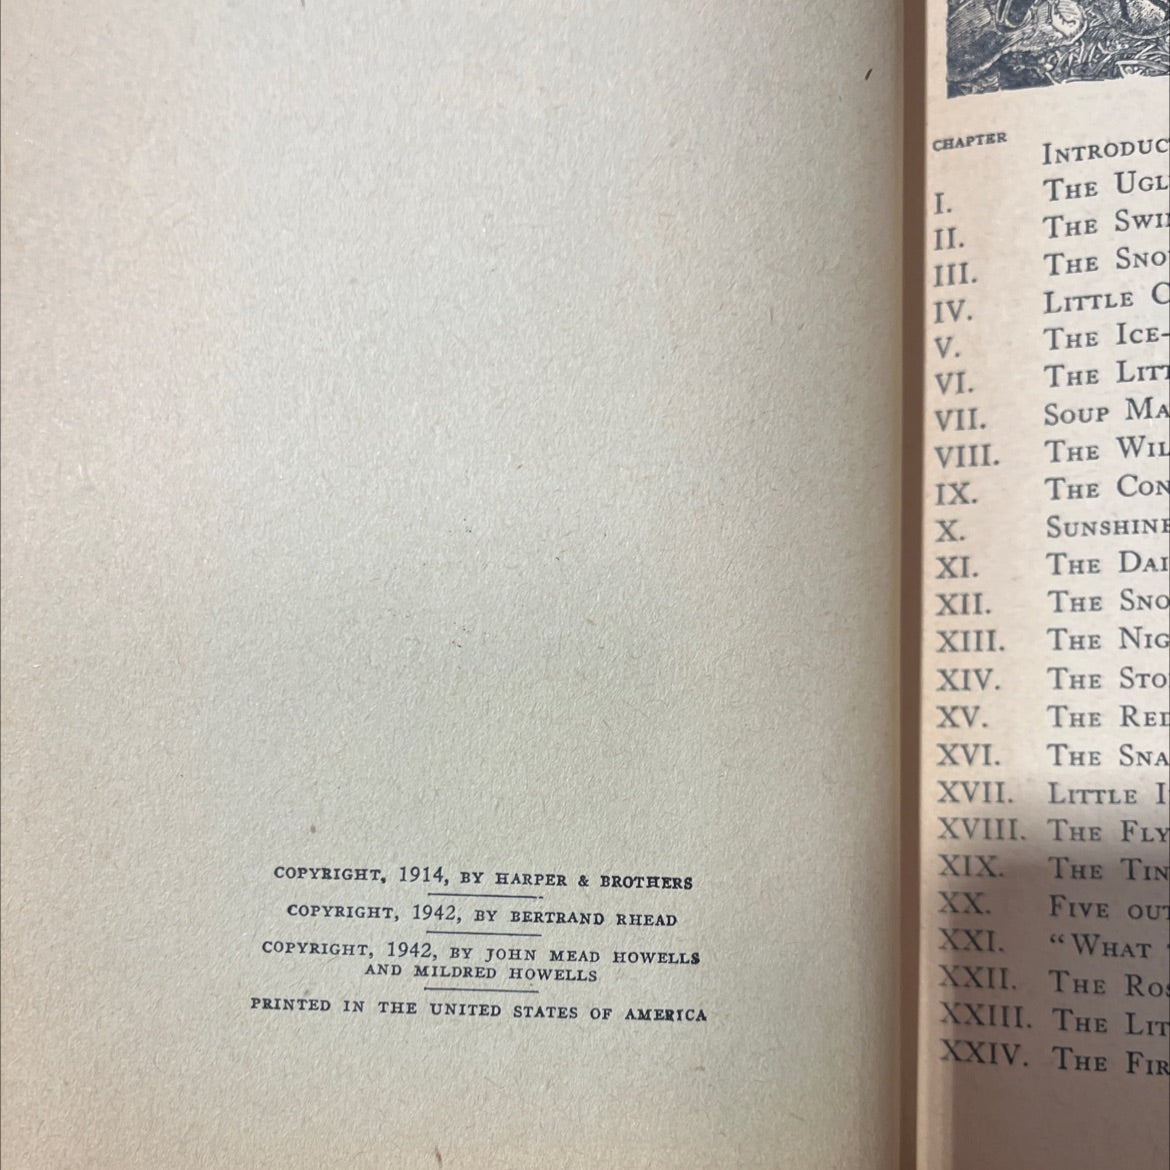 COPYRIGHT, 1914, BY HARPER & BROTHERS
COPYRIGHT, 1942, BY BERTRAND RHEAD
COPYRIGHT, 1942, BY JOHN MEAD HOWELLS
AND MILDRED HOWELLS
PRINTED IN THE UNITED STATES OF AMERICA
CHAPTER
INTRODUC
I. THE UGL
II. THE SWI
III. THE SNO
IV. LITTLE C
V. THE ICE-
VI. THE LIT
VII. SOUP MA
VIII. THE WIL
IX. THE CON
X. SUNSHINE
XI. THE DAI
XII. THE SNO
XIII. THE NIG
XIV. THE STO
XV. THE RED
XVI. THE SNA
XVII. LITTLE I
XVIII. THE FLY
XIX. THE TIN
XX. FIVE OUT
XXI. "WHAT
XXII. THE ROS
XXIII. THE LIT
XXIV. THE FIR